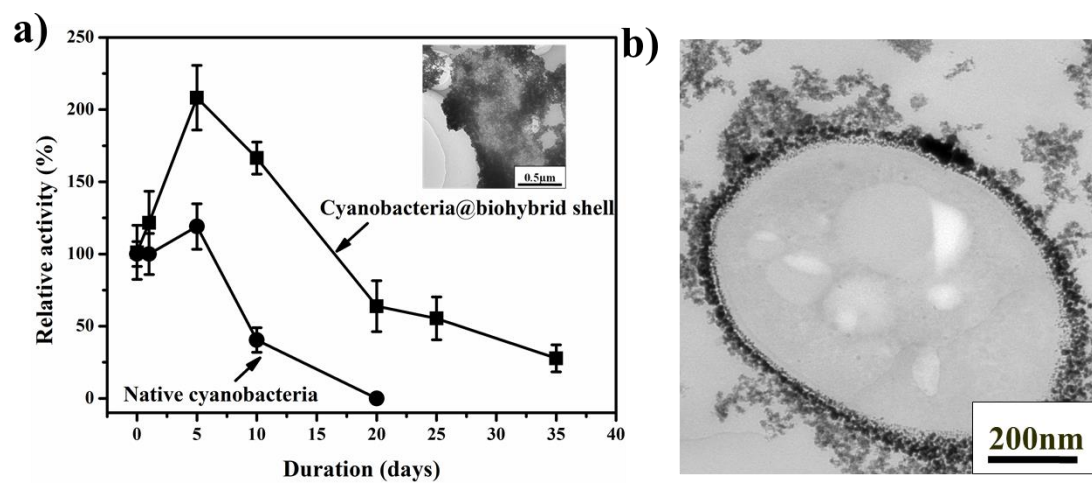 a)
250
200
150
100
50
0
Relative activity (%)
0.5μm
Cyanobacteria@biohybrid shell
Native cyanobacteria
0 5 10 15 20 25 30 35 40
Duration (days)
b)
200nm